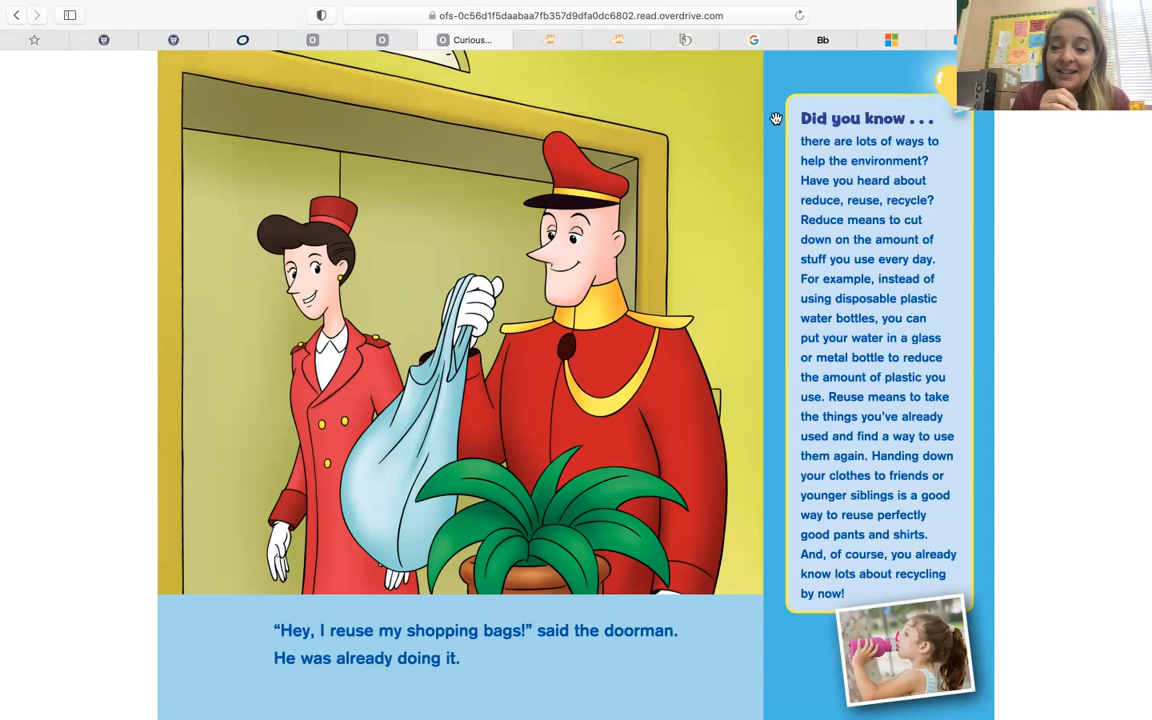 ofs-0c56d1f5daabaa7fb357d9dfa0dc6802.read.overdrive.com
Curious...
Bb
Did you know . . .
there are lots of ways to
help the environment?
Have you heard about
reduce, reuse, recycle?
Reduce means to cut
down on the amount of
stuff you use every day.
For example, instead of
using disposable plastic
water bottles, you can
put your water in a glass
or metal bottle to reduce
the amount of plastic you
use. Reuse means to take
the things you’ve already
used and find a way to use
them again. Handing down
your clothes to friends or
younger siblings is a good
way to reuse perfectly
good pants and shirts.
And, of course, you already
know lots about recycling
by now!
“Hey, I reuse my shopping bags!” said the doorman.
He was already doing it.